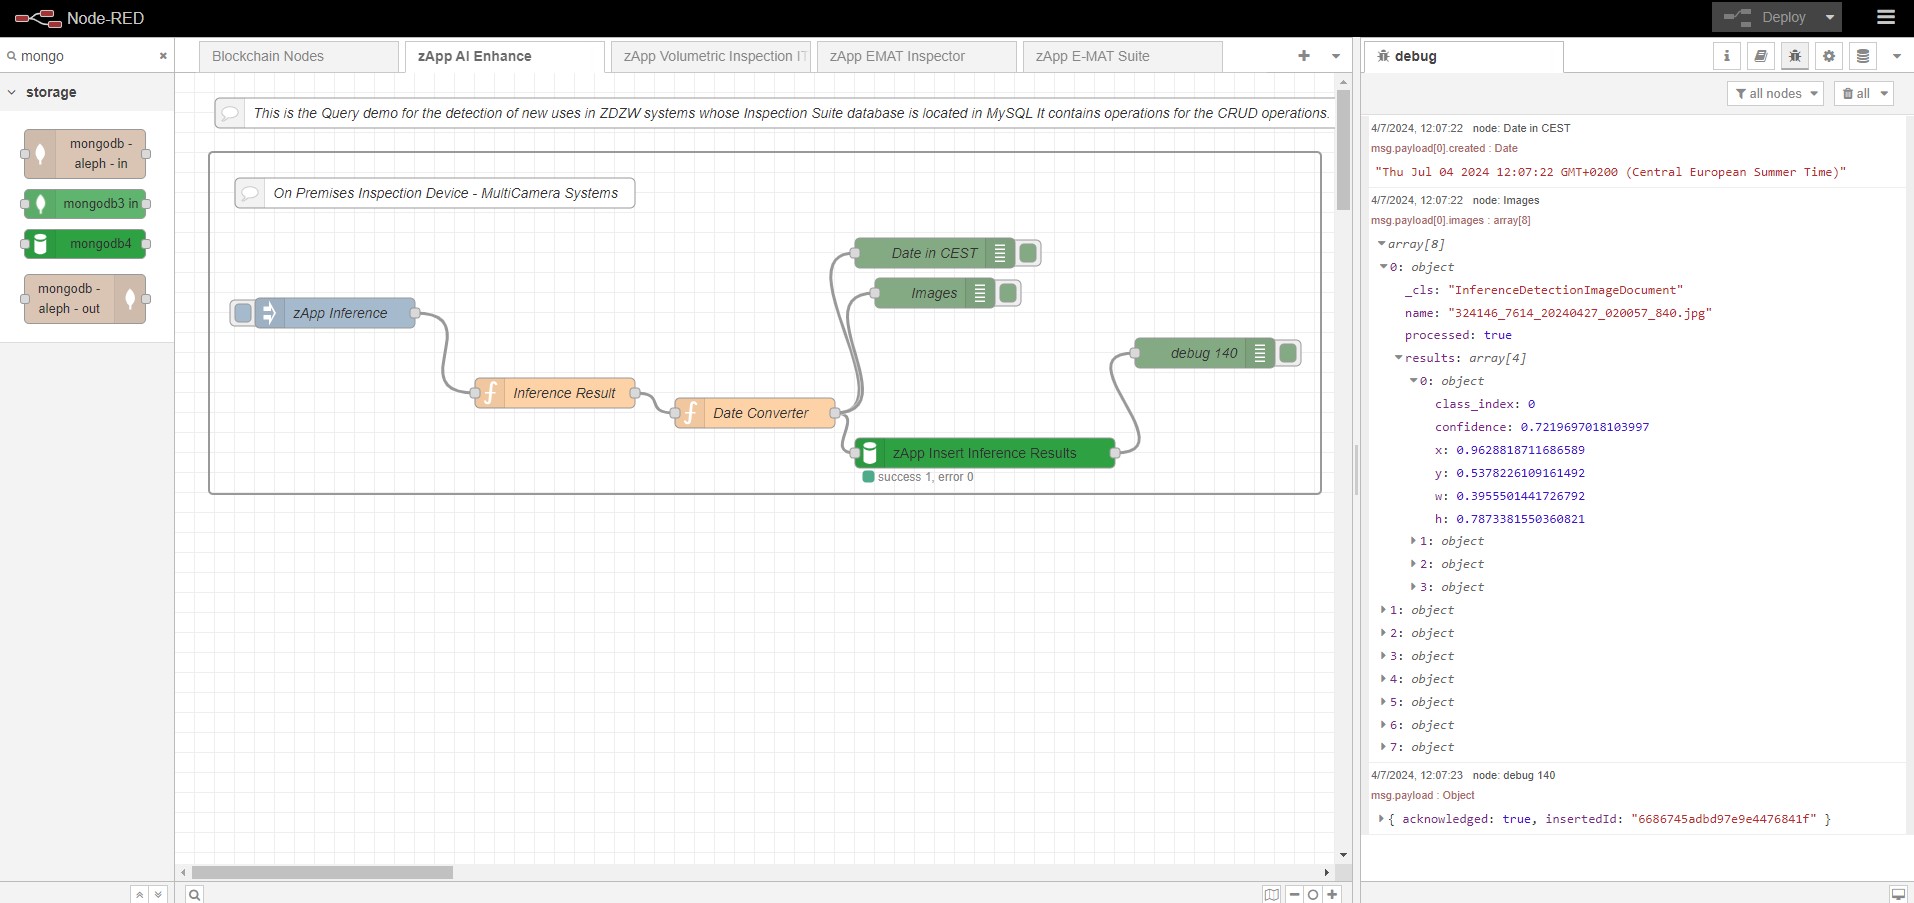 Node-RED
Deploy
mongo
storage
mongodb -
aleph - in
mongodb3 in
mongodb4
mongodb -
aleph - out
Blockchain Nodes
zApp AI Enhance
zApp Volumetric Inspection IT
zApp EMAT Inspector
zApp E-MAT Suite
This is the Query demo for the detection of new uses in ZDZW systems whose Inspection Suite database is located in MySQL It contains operations for the CRUD operations.
On Premises Inspection Device - MultiCamera Systems
Date in CEST
Images
zApp Inference
debug 140
Inference Result
Date Converter
zApp Insert Inference Results
success 1, error 0
debug
all nodes
all
4/7/2024, 12:07:22 node: Date in CEST
msg.payload[0].created : Date
"Thu Jul 04 2024 12:07:22 GMT+0200 (Central European Summer Time)"
4/7/2024, 12:07:22 node: Images
msg.payload[0].images : array[8]
array[8]
0: object
_cls: "InferenceDetectionImageDocument"
name: "324146_7614_20240427_020057_840.jpg"
processed: true
results: array[4]
0: object
class_index: 0
confidence: 0.7219697018103997
x: 0.9628818711686589
y: 0.5378226109161492
w: 0.3955501441726792
h: 0.7873381550360821
1: object
2: object
3: object
1: object
2: object
3: object
4: object
5: object
6: object
7: object
4/7/2024, 12:07:23 node: debug 140
msg.payload : Object
{ acknowledged: true, insertedId: "6686745adbd97e9e4476841f" }